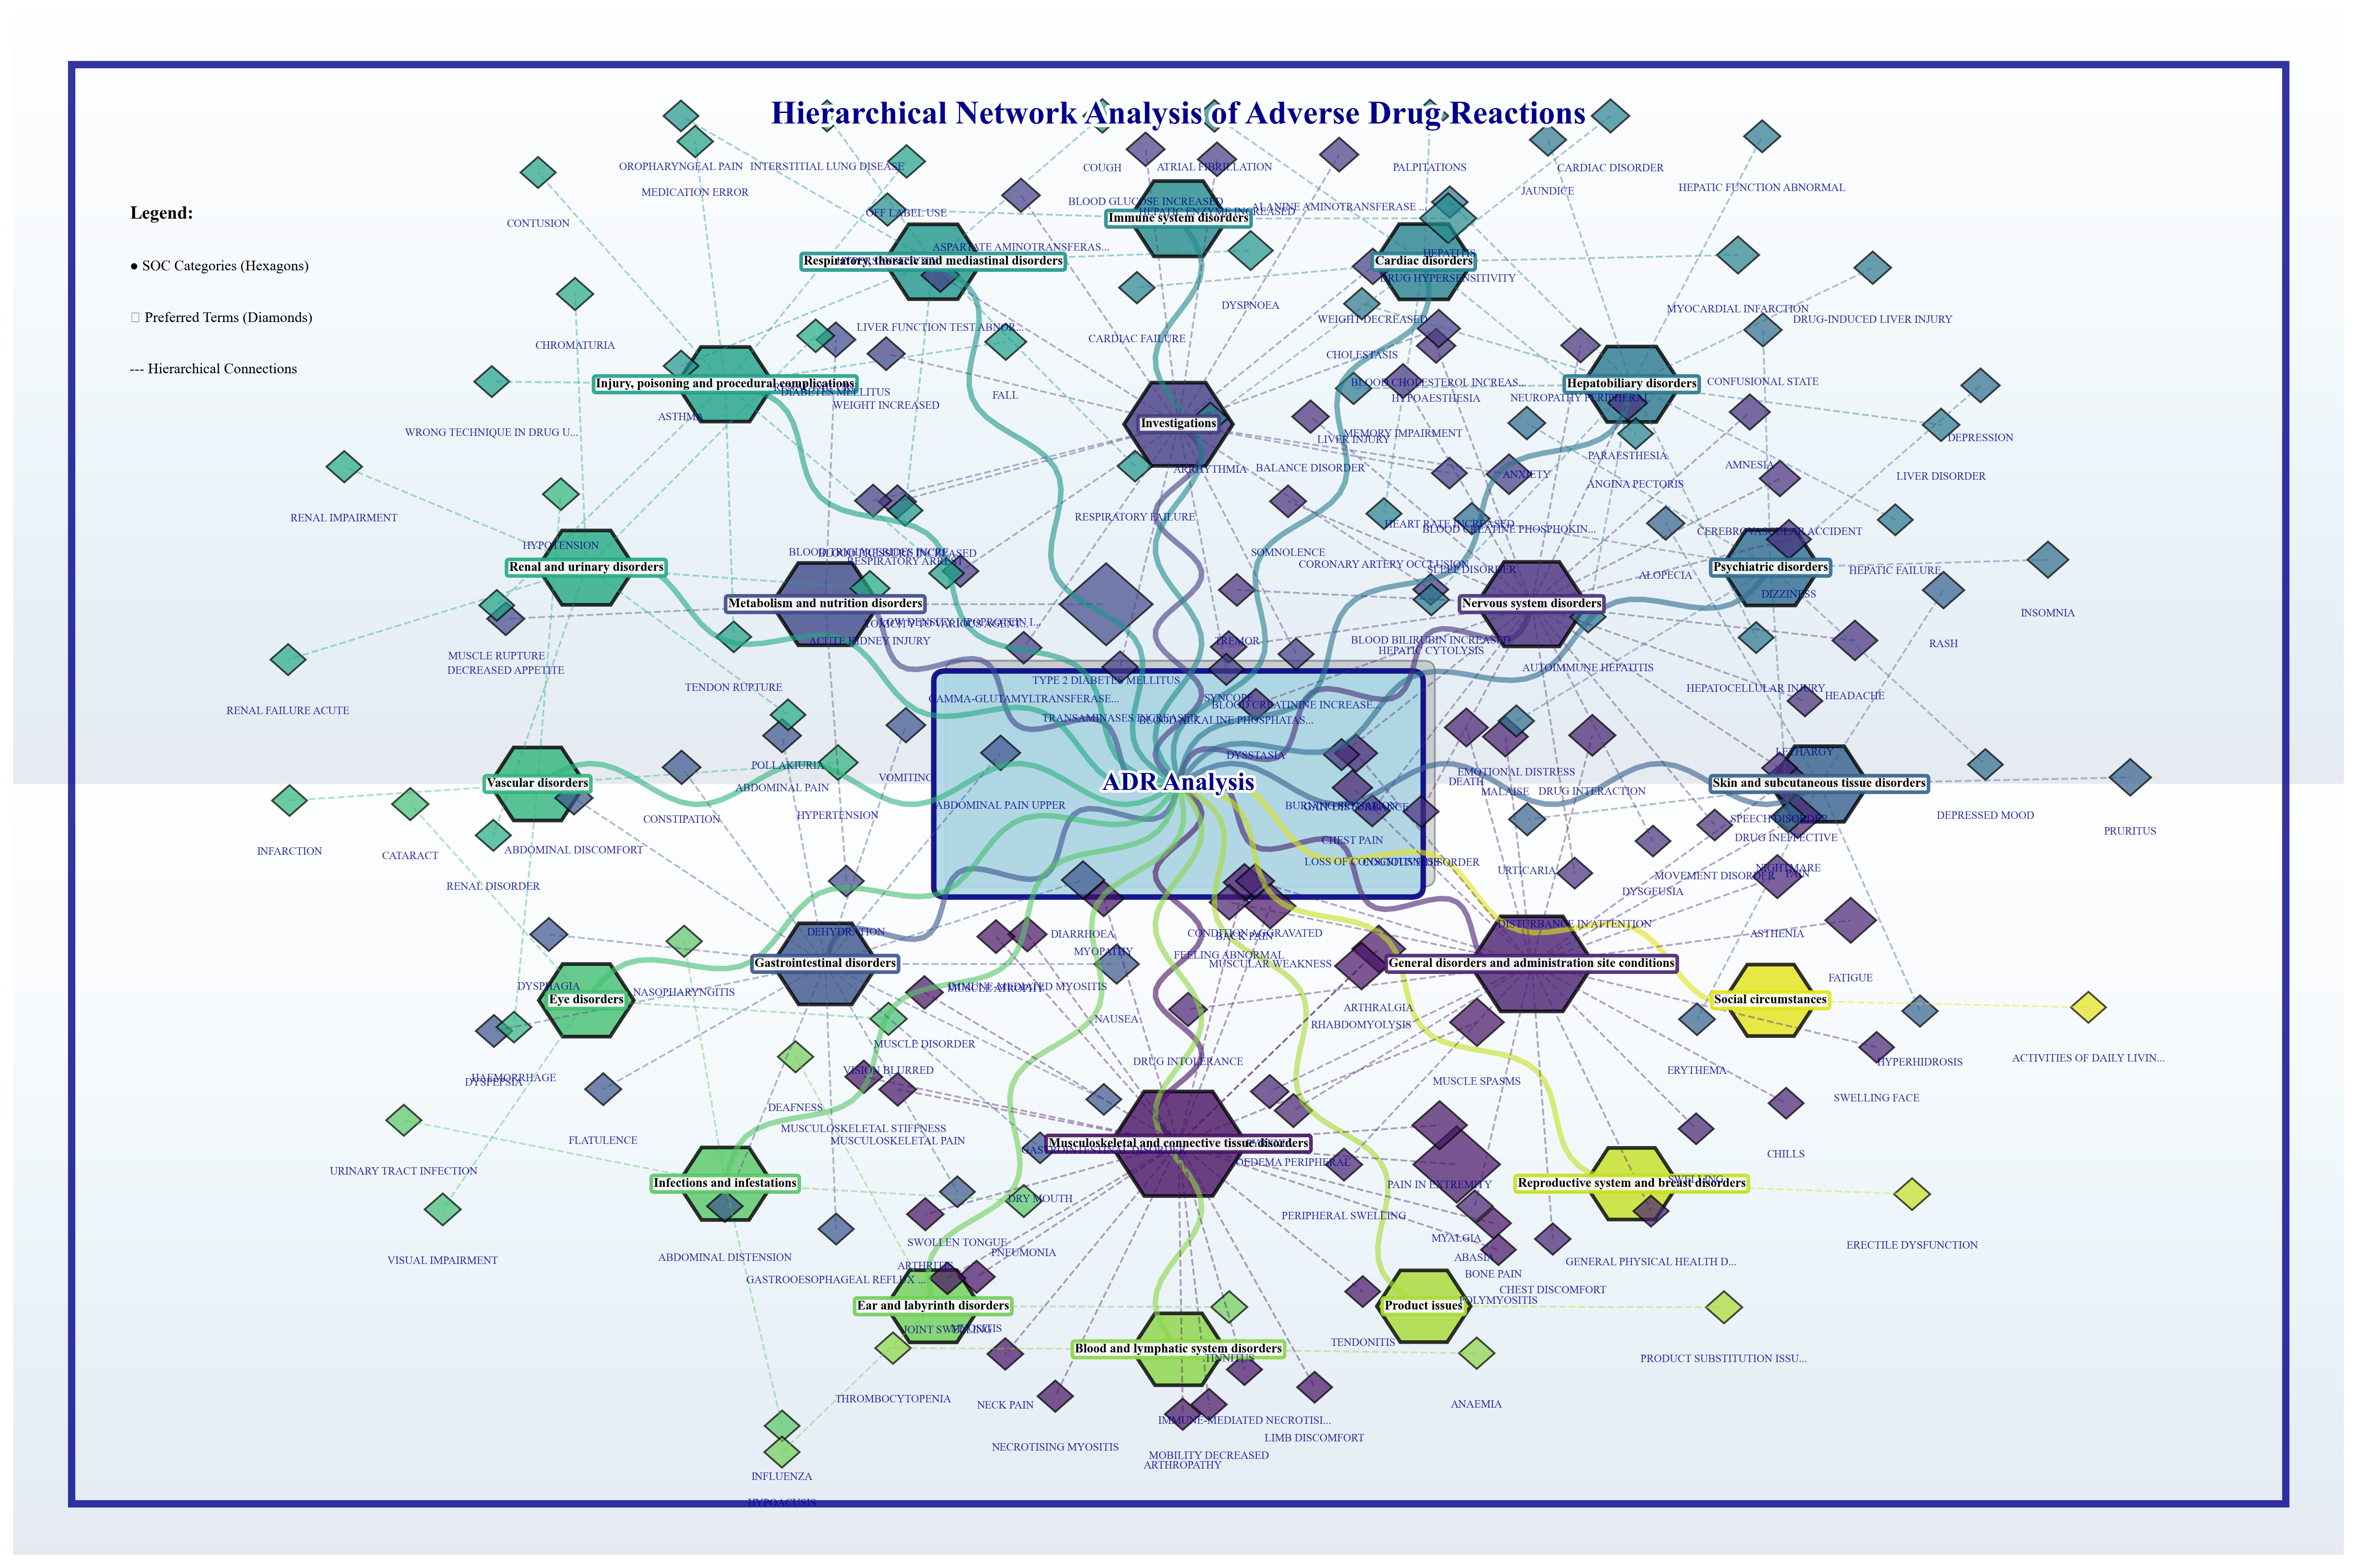 Hierarchical Network Analysis of Adverse Drug Reactions
OROPHARYNGEAL PAIN
INTERSTITIAL LUNG DISEASE
COUGH
ATRIAL FIBRILLATION
PALPITATIONS
CARDIAC DISORDER
MEDICATION ERROR
JAUNDICE
HEPATIC FUNCTION ABNORMAL
Legend:
BLOOD GLUCOSE INCREASED
ALANINE AMINOTRANSFERASE ...
HEPATIC ENZYME INCREASED
OFF LABEL USE
CONTUSION
Immune system disorders
ASPARTATE AMINOTRANSFERAS...
HEPATITIS
● SOC Categories (Hexagons)
Respiratory, thoracic and mediastinal disorders
Cardiac disorders
DRUG HYPERSENSITIVITY
DYSPNOEA
MYOCARDIAL INFARCTION
Preferred Terms (Diamonds)
WEIGHT DECREASED
DRUG-INDUCED LIVER INJURY
LIVER FUNCTION TEST ABNOR...
CARDIAC FAILURE
CHROMATURIA
CHOLESTASIS
--- Hierarchical Connections
Injury, poisoning and procedural complications
BLOOD CHOLESTEROL INCREAS...
Hepatobiliary disorders
CONFUSIONAL STATE
DIABETES MELLITUS
FALL
HYPOAESTHESIA
NEUROPATHY PERIPHERAL
WEIGHT INCREASED
ASTHMA
Investigations
WRONG TECHNIQUE IN DRUG U...
MEMORY IMPAIRMENT
LIVER INJURY
DEPRESSION
PARAESTHESIA
ARRHYTHMIA
BALANCE DISORDER
AMNESIA
ANXIETY
LIVER DISORDER
ANGINA PECTORIS
RENAL IMPAIRMENT
RESPIRATORY FAILURE
HEART RATE INCREASED
BLOOD CREATINE PHOSPHOKIN...
CEREBROVASCULAR ACCIDENT
HYPOTENSION
BLOOD TRIGLYCERIDES INCRE...
BLOOD PRESSURE INCREASED
SOMNOLENCE
RESPIRATORY ARREST
CORONARY ARTERY OCCLUSION
SLEEP DISORDER
Renal and urinary disorders
Psychiatric disorders
HEPATIC FAILURE
ALOPECIA
DIZZINESS
Metabolism and nutrition disorders
Nervous system disorders
INSOMNIA
LOW DENSITY LIPOPROTEIN I...
TOXICITY TO VARIOUS AGENT...
ACUTE KIDNEY INJURY
TREMOR
BLOOD BILIRUBIN INCREASED
HEPATIC CYTOLYSIS
RASH
MUSCLE RUPTURE
DECREASED APPETITE
AUTOIMMUNE HEPATITIS
TYPE 2 DIABETES MELLITUS
TENDON RUPTURE
HEPATOCELLULAR INJURY
HEADACHE
GAMMA-GLUTAMYLTRANSFERASE...
SYNCOPE
BLOOD CREATININE INCREASE...
RENAL FAILURE ACUTE
TRANSAMINASES INCREASED
BLOOD ALKALINE PHOSPHATAS...
LETHARGY
DYSSTASIA
POLLAKIURIA
EMOTIONAL DISTRESS
VOMITING
ADR Analysis
DEATH
Vascular disorders
ABDOMINAL PAIN
MALAISE
DRUG INTERACTION
Skin and subcutaneous tissue disorders
ABDOMINAL PAIN UPPER
BURNING SENSATION
GAIT DISTURBANCE
CONSTIPATION
HYPERTENSION
DEPRESSED MOOD
SPEECH DISORDER
PRURITUS
DRUG INEFFECTIVE
CHEST PAIN
INFARCTION
ABDOMINAL DISCOMFORT
CATARACT
LOSS OF CONSCIOUSNESS
COGNITIVE DISORDER
NIGHTMARE
URTICARIA
MOVEMENT DISORDER
PAIN
RENAL DISORDER
DYSGEUSIA
DISTURBANCE IN ATTENTION
DEHYDRATION
DIARRHOEA
CONDITION AGGRAVATED
BACK PAIN
ASTHENIA
MYOPATHY
FEELING ABNORMAL
Gastrointestinal disorders
MUSCULAR WEAKNESS
General disorders and administration site conditions
FATIGUE
DYSPHAGIA
NASOPHARYNGITIS
IMMUNE-MEDIATED MYOSITIS
MUSCLE ATROPHY
Eye disorders
Social circumstances
ARTHRALGIA
NAUSEA
RHABDOMYOLYSIS
MUSCLE DISORDER
DRUG INTOLERANCE
HYPERHIDROSIS
ACTIVITIES OF DAILY LIVIN...
VISION BLURRED
ERYTHEMA
HAEMORRHAGE
DYSPEPSIA
MUSCLE SPASMS
SWELLING FACE
DEAFNESS
MUSCULOSKELETAL STIFFNESS
FLATULENCE
MUSCULOSKELETAL PAIN
Musculoskeletal and connective tissue disorders
GASTROINTESTINAL DISORDER
CHILLS
OEDEMA PERIPHERAL
URINARY TRACT INFECTION
Infections and infestations
SWELLING
Reproductive system and breast disorders
PAIN IN EXTREMITY
DRY MOUTH
PERIPHERAL SWELLING
MYALGIA
SWOLLEN TONGUE
ERECTILE DYSFUNCTION
PNEUMONIA
ABDOMINAL DISTENSION
ABASIA
VISUAL IMPAIRMENT
GENERAL PHYSICAL HEALTH D...
ARTHRITIS
BONE PAIN
GASTROOESOPHAGEAL REFLUX ...
CHEST DISCOMFORT
POLYMYOSITIS
Ear and labyrinth disorders
Product issues
JOINT SWELLING
MYOSITIS
TENDONITIS
Blood and lymphatic system disorders
TINNITUS
PRODUCT SUBSTITUTION ISSU...
THROMBOCYTOPENIA
NECK PAIN
ANAEMIA
IMMUNE-MEDIATED NECROTISI...
LIMB DISCOMFORT
NECROTISING MYOSITIS
MOBILITY DECREASED
ARTHROPATHY
INFLUENZA
HYPOACUSIS